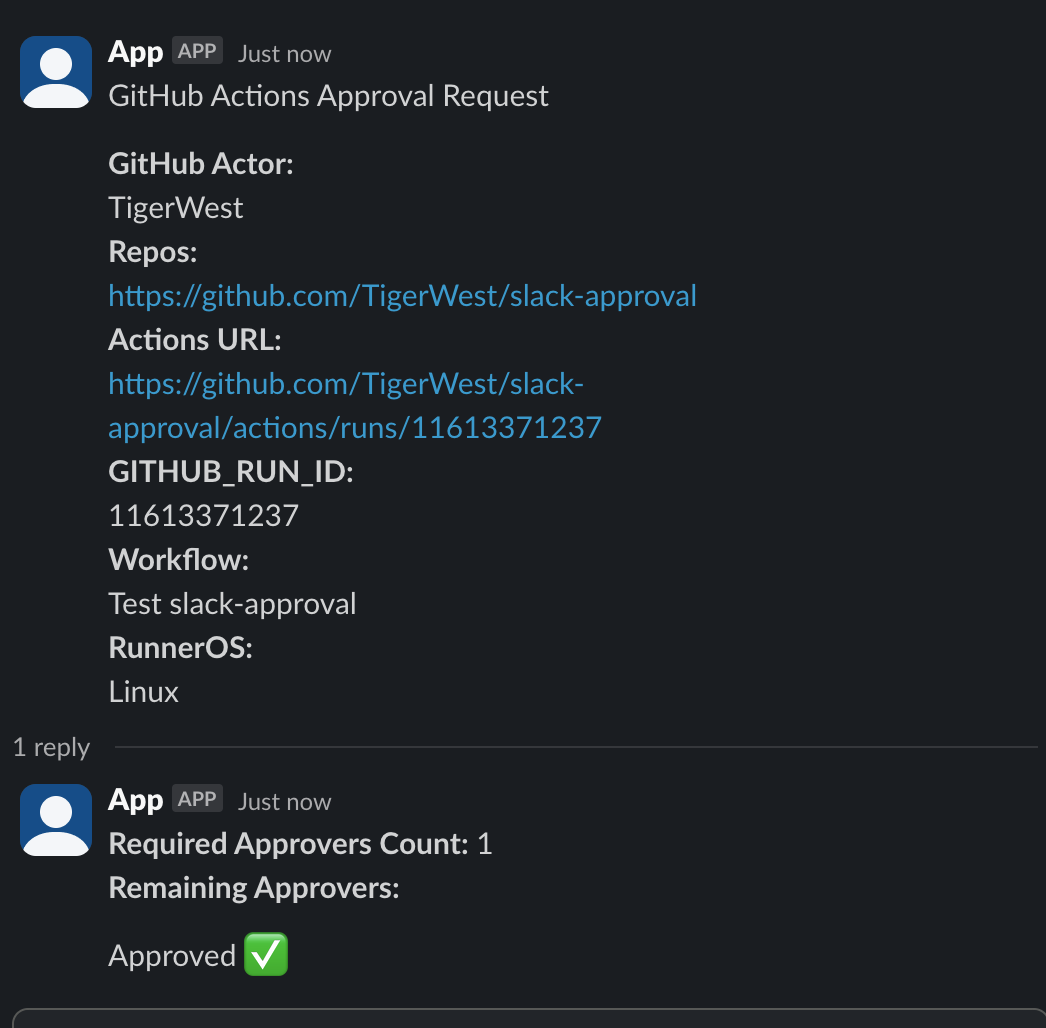 App APP Just now
GitHub Actions Approval Request
GitHub Actor:
TigerWest
Repos:
https://github.com/TigerWest/slack-approval
Actions URL:
https://github.com/TigerWest/slack-
approval/actions/runs/11613371237
GITHUB_RUN_ID:
11613371237
Workflow:
Test slack-approval
RunnerOS:
Linux
1 reply
App APP Just now
Required Approvers Count: 1
Remaining Approvers:
Approved ✅